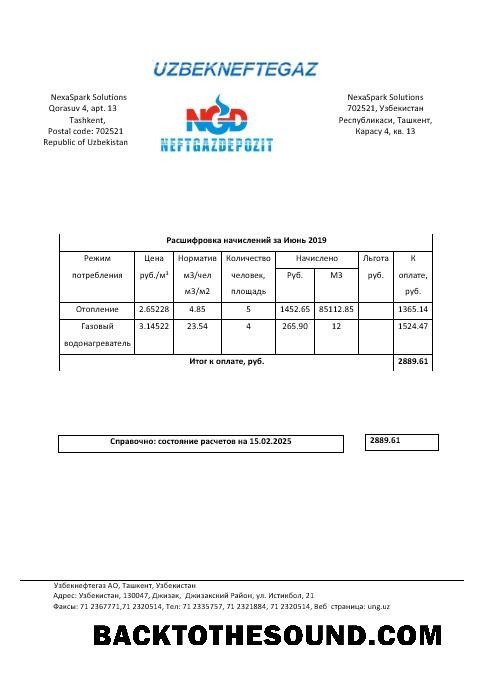 UZBEKNEFTEGAZ
NexaSpark Solutions
Qorasuv 4, apt. 13
Tashkent,
Postal code: 702521
Republic of Uzbekistan
NGD
NEFTGAZDEPOZIT
NexaSpark Solutions
702521, Узбекистан
Республикаси, Ташкент,
Карасу 4, кв. 13
Расшифровка начислений за Июнь 2019
Режим потребления | Цена руб./м³ | Норматив м3/чел м3/м2 | Количество человек, площадь | Начислено | Льгота руб. | К оплате, руб.
Руб. | М3
Отопление | 2.65228 | 4.85 | 5 | 1452.65 | 85112.85 | 1365.14
Газовый водонагреватель | 3.14522 | 23.54 | 4 | 265.90 | 12 | 1524.47
Итог к оплате, руб. | 2889.61
Справочно: состояние расчетов на 15.02.2025 | 2889.61
Узбекнефтегаз АО, Ташкент, Узбекистан
Адрес: Узбекистан, 130047, Джизак, Джизакский Район, ул. Истикбол, 21
Факсы: 71 2367771,71 2320514, Тел: 71 2335757, 71 2321884, 71 2320514, Веб страница: ung.uz
BACKTOTHESOUND.COM